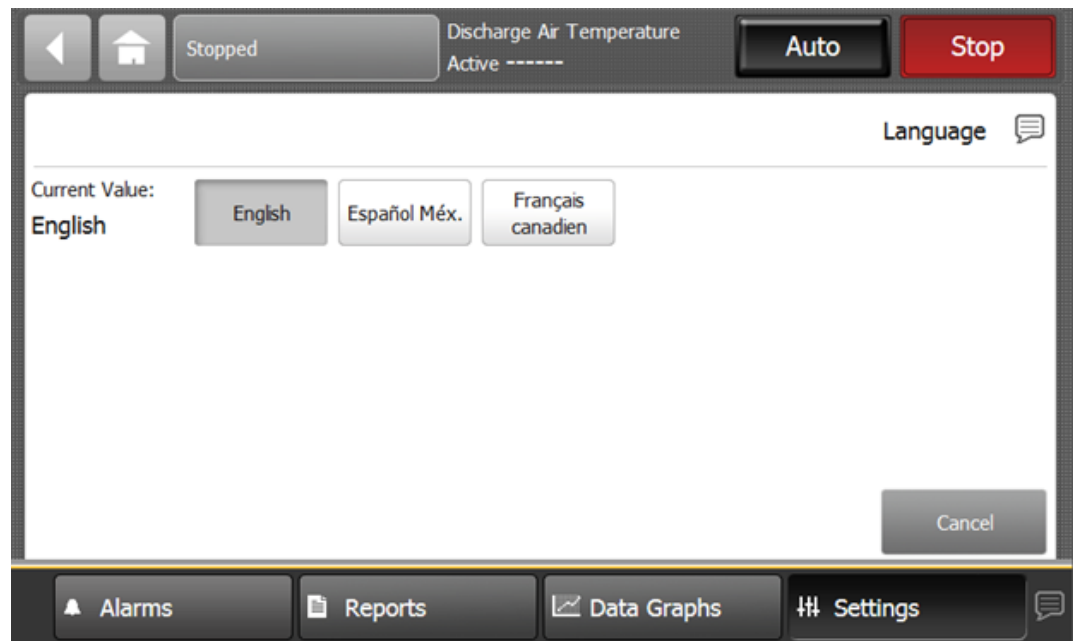 Stopped
Discharge Air Temperature
Active ------
Auto
Stop
Language
Current Value:
English
English
Español Méx.
Français
canadien
Cancel
Alarms
Reports
Data Graphs
Settings